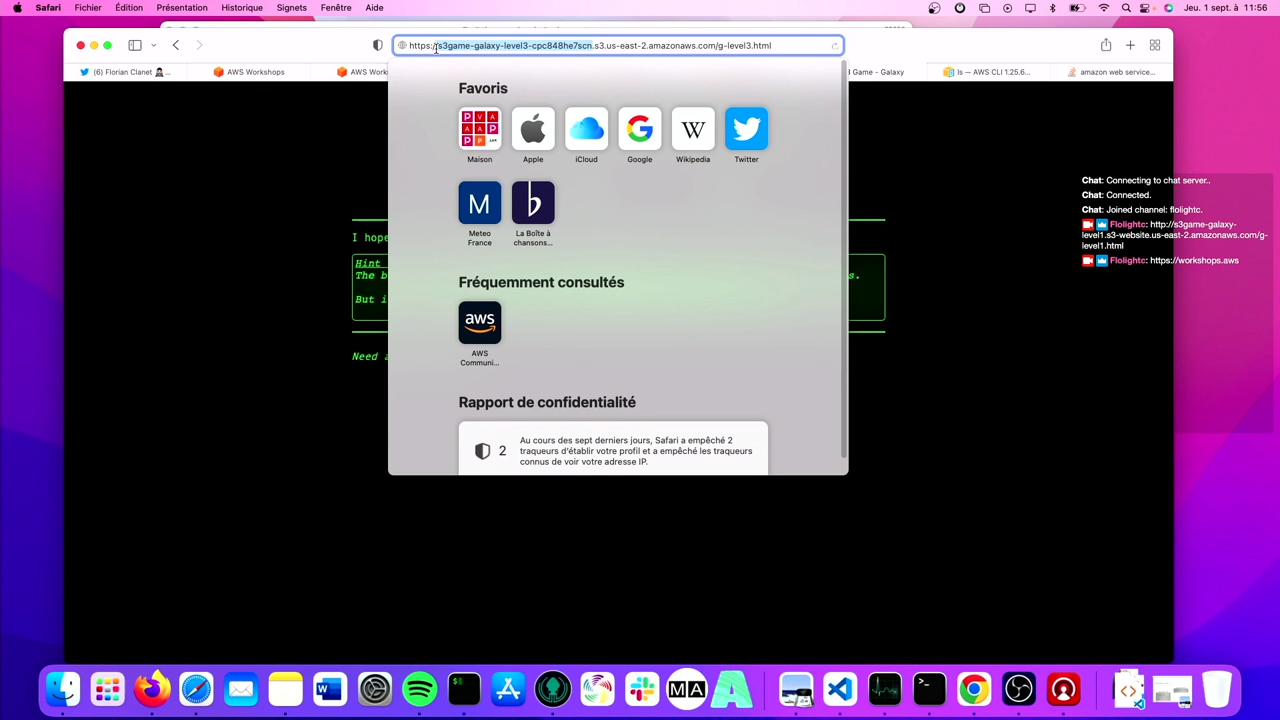 Safari Fichier Édition Présentation Historique Signets Fenêtre Aide
Jeu. 1 sept. à 11:56
https://s3game-galaxy-level3-cpc848he7scn.s3.us-east-2.amazonaws.com/g-level3.html
(6) Florian Clanet
AWS Workshops
AWS Work
3 Game - Galaxy
ls — AWS CLI 1.25.6...
amazon web service...
Favoris
Maison
Apple
iCloud
Google
Wikipedia
Twitter
Meteo France
La Boîte à chansons...
Fréquemment consultés
aws
AWS Communi...
Rapport de confidentialité
2
Au cours des sept derniers jours, Safari a empêché 2
traqueurs d'établir votre profil et a empêché les traqueurs
connus de voir votre adresse IP.
I hope
Hint
The b
s.
But i
Need a
Chat: Connecting to chat server..
Chat: Connected.
Chat: Joined channel: flolightc.
Flolightc: http://s3game-galaxy-
level1.s3-website.us-east-2.amazonaws.com/g-
level1.html
Flolightc: https://workshops.aws